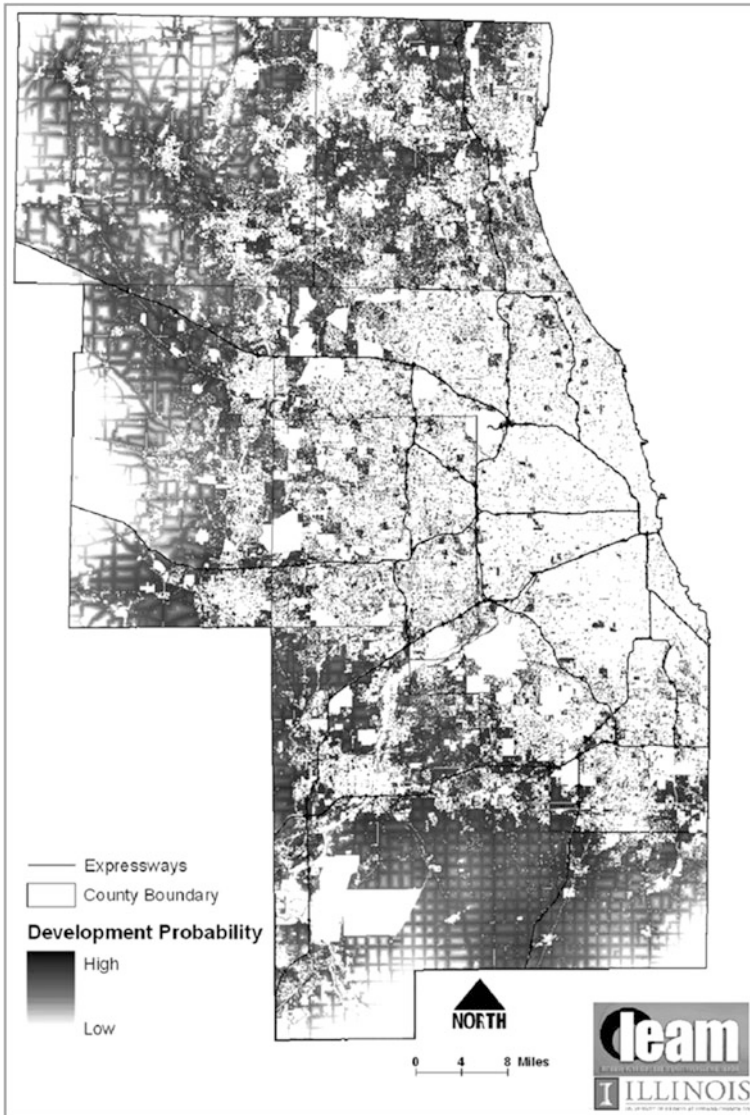 Expressways
County Boundary
Development Probability
High
Low
NORTH
0 4 8 Miles
leam
I ILLINOIS